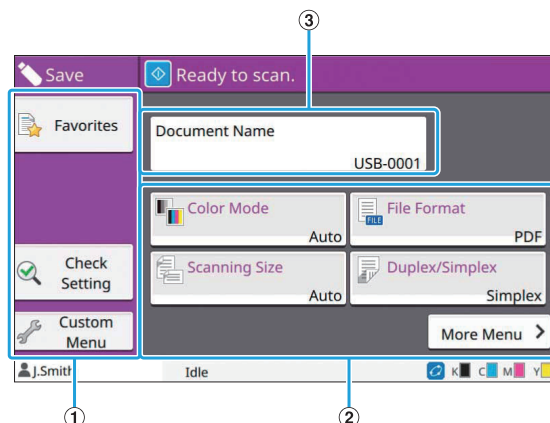 ③
Save
Ready to scan.
Favorites
Document Name
USB-0001
Color Mode
Auto
File Format
FILE
PDF
Check
Setting
Scanning Size
Auto
Duplex/Simplex
Simplex
Custom
Menu
More Menu
J.Smith
Idle
K C M Y
① ②